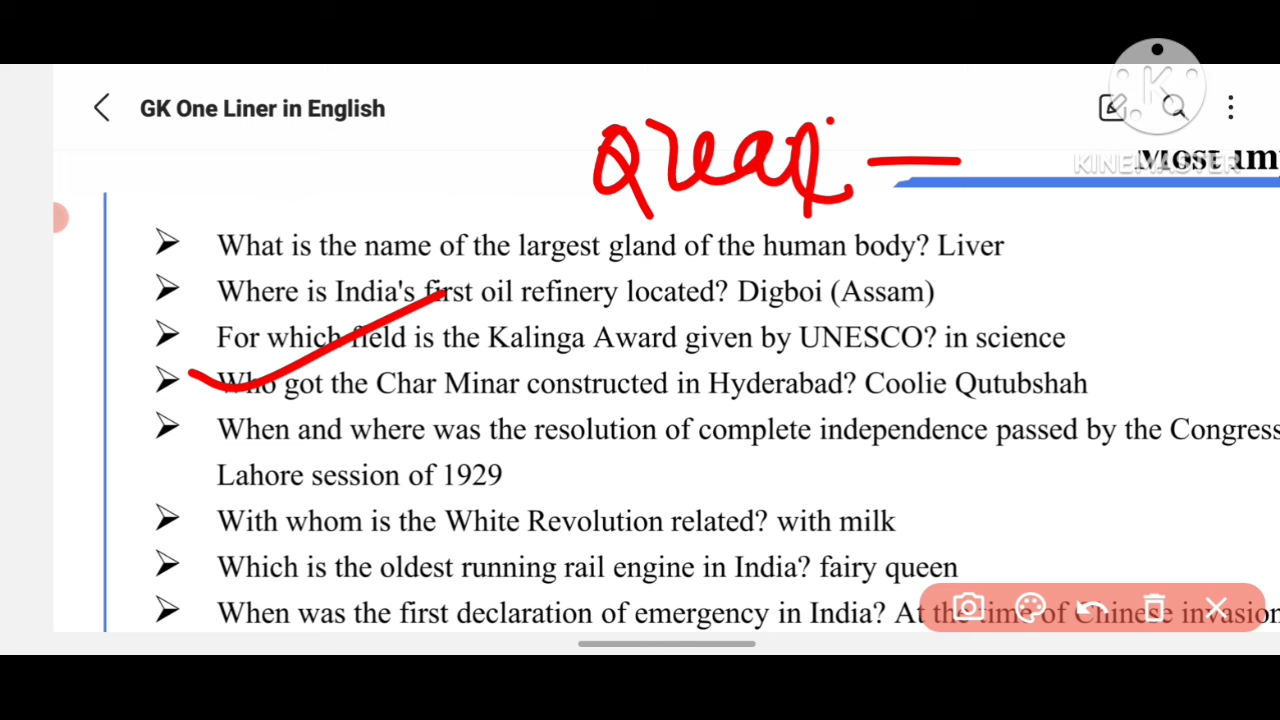 GK One Liner in English
KINEMASTER
Most im
What is the name of the largest gland of the human body? Liver
Where is India's first oil refinery located? Digboi (Assam)
For which field is the Kalinga Award given by UNESCO? in science
Who got the Char Minar constructed in Hyderabad? Coolie Qutubshah
When and where was the resolution of complete independence passed by the Congress
Lahore session of 1929
With whom is the White Revolution related? with milk
Which is the oldest running rail engine in India? fairy queen
When was the first declaration of emergency in India? At the time of Chinese invasion